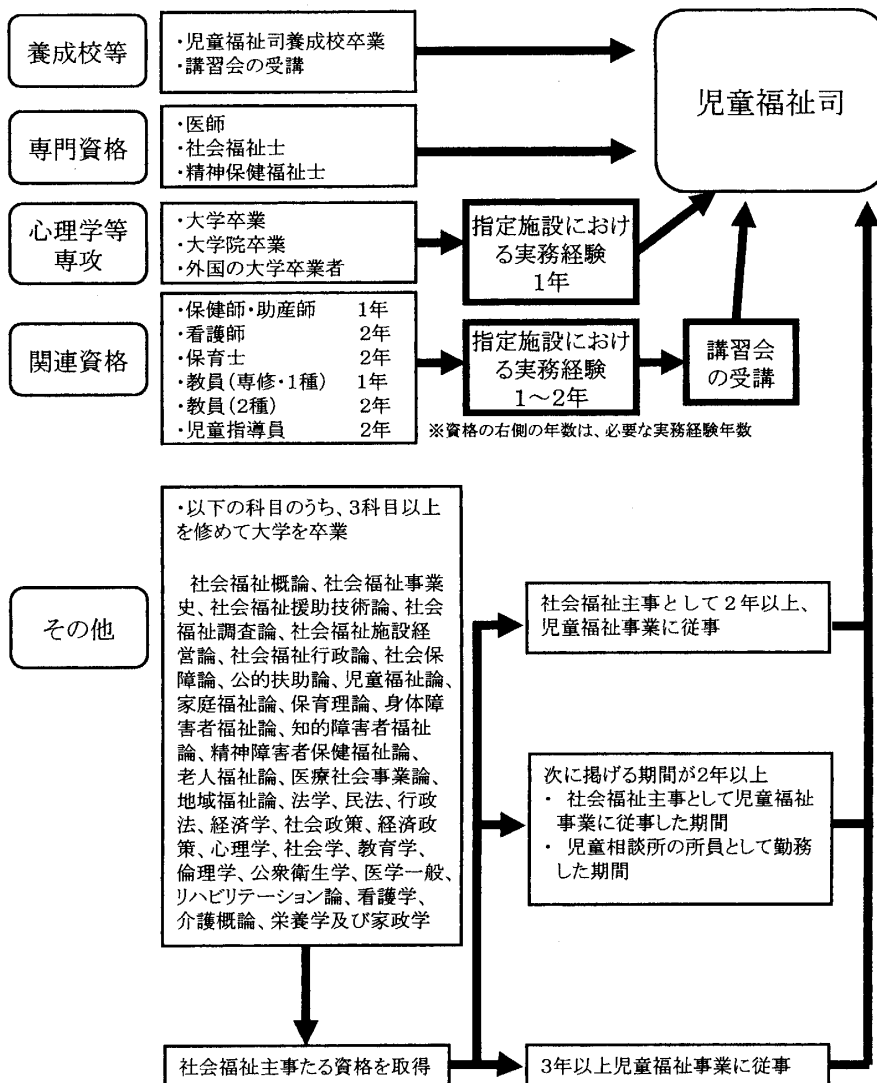 養成校等
・児童福祉司養成校卒業
・講習会の受講
児童福祉司
専門資格
・医師
・社会福祉士
・精神保健福祉士
心理学等
専攻
・大学卒業
・大学院卒業
・外国の大学卒業者
指定施設におけ
る実務経験
1年
関連資格
・保健師・助産師 1年
・看護師 2年
・保育士 2年
・教員(専修・1種) 1年
・教員(2種) 2年
・児童指導員 2年
指定施設におけ
る実務経験
1~2年
講習会
の受講
※資格の右側の年数は、必要な実務経験年数
その他
・以下の科目のうち、3科目以上
を修めて大学を卒業
社会福祉概論、社会福祉事業
史、社会福祉援助技術論、社会
福祉調査論、社会福祉施設経
営論、社会福祉行政論、社会保
障論、公的扶助論、児童福祉論、
家庭福祉論、保育理論、身体障
害者福祉論、知的障害者福祉
論、精神障害者保健福祉論、
老人福祉論、医療社会事業論、
地域福祉論、法学、民法、行政
法、経済学、社会政策、経済政
策、心理学、社会学、教育学、
倫理学、公衆衛生学、医学一般、
リハビリテーション論、看護学、
介護概論、栄養学及び家政学
社会福祉主事として2年以上、
児童福祉事業に従事
次に掲げる期間が2年以上
・ 社会福祉主事として児童福祉
事業に従事した期間
・ 児童相談所の所員として勤務
した期間
社会福祉主事たる資格を取得
3年以上児童福祉事業に従事